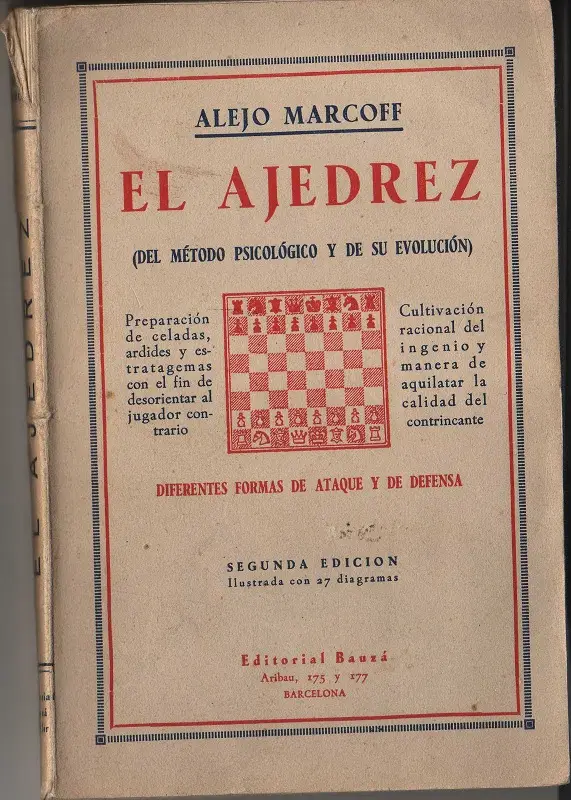 ALEJO MARCOFF
EL AJEDREZ
(DEL MÉTODO PSICOLÓGICO Y DE SU EVOLUCIÓN)
Preparación
de celadas,
ardides y es-
tratagemas
con el fin de
desorientar al
jugador con-
trario
Cultivación
racional del
ingenio y
manera de
aquilatar la
calidad del
contrincante
DIFERENTES FORMAS DE ATAQUE Y DE DEFENSA
SEGUNDA EDICION
Ilustrada con 27 diagramas
Editorial Bauzá
Aribau, 175 y 177
BARCELONA
EL AJEDREZ